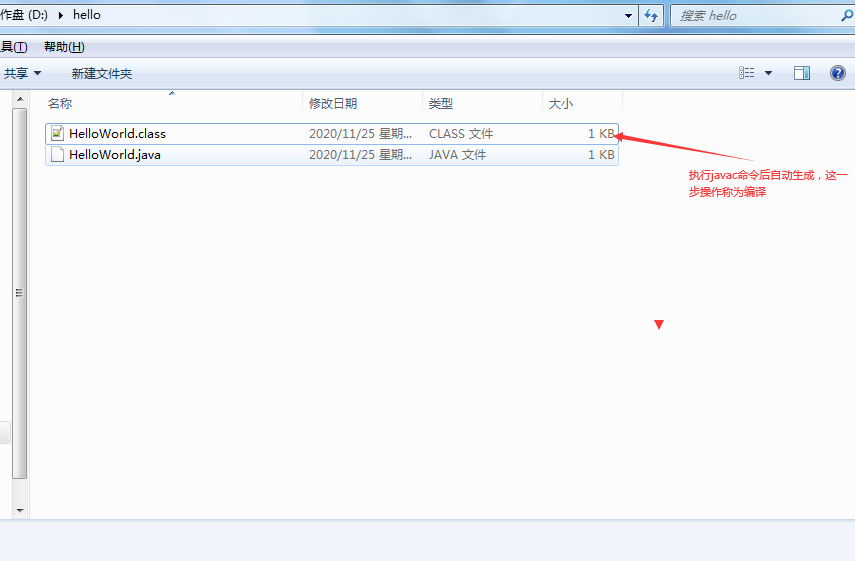 作盘 (D:) ▸ hello
搜索 hello
具(T) 帮助(H)
共享 新建文件夹
名称 修改日期 类型 大小
HelloWorld.class 2020/11/25 星期... CLASS 文件 1 KB
HelloWorld.java 2020/11/25 星期... JAVA 文件 1 KB
执行javac命令后自动生成，这一
步操作称为编译